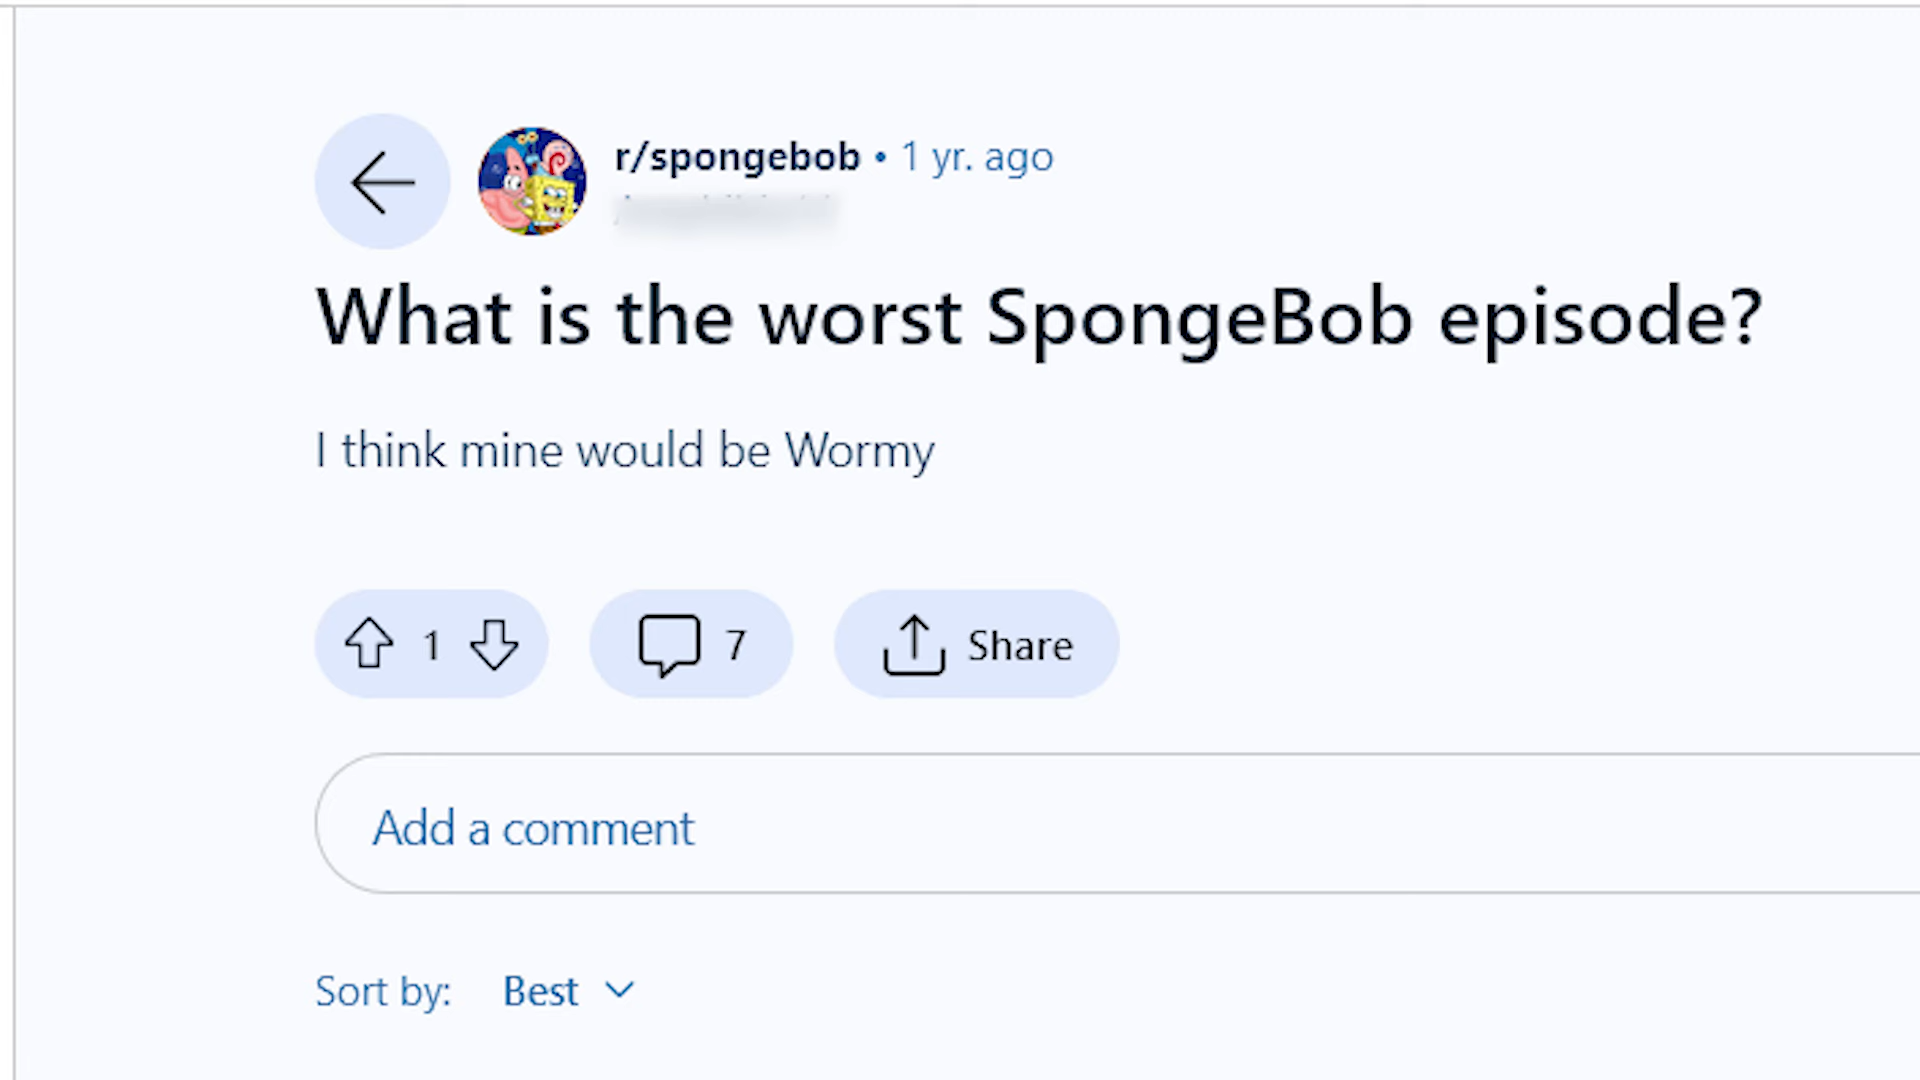 r/spongebob • 1 yr. ago
What is the worst SpongeBob episode?
I think mine would be Wormy
1 7 Share
Add a comment
Sort by: Best